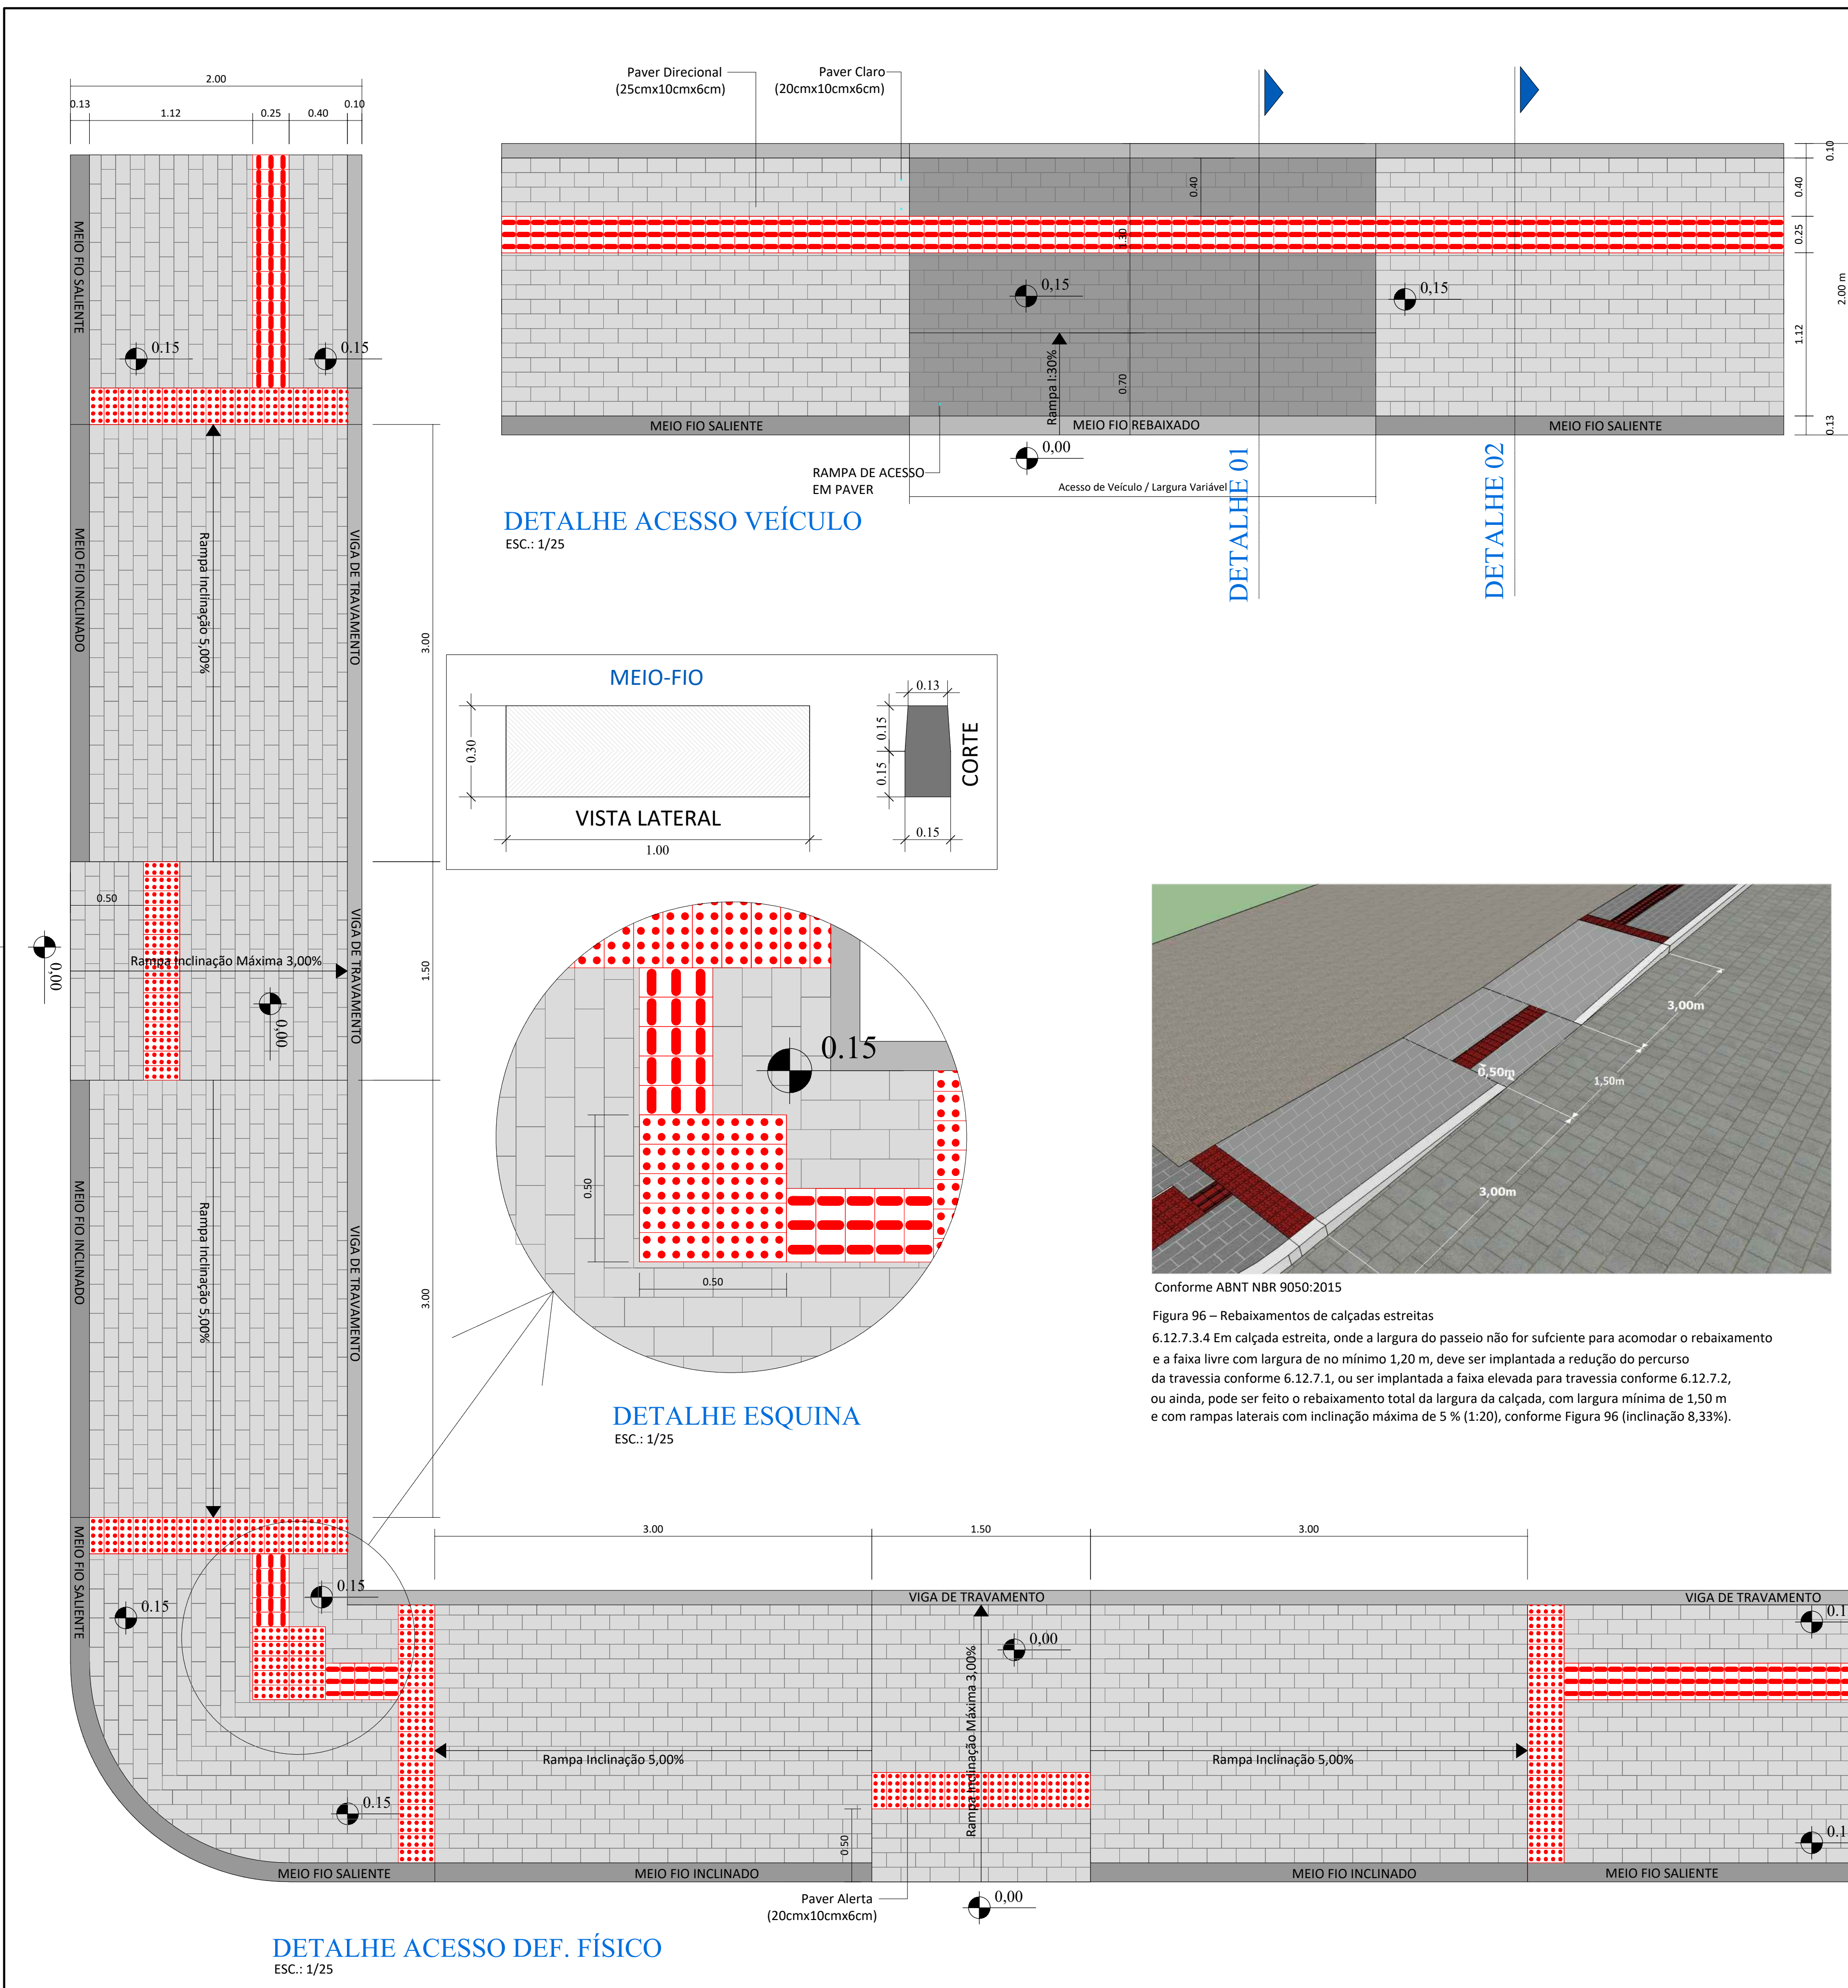 2.00
0.13
1.12
0.25
0.40
0.10
Paver Direcional
(25cmx10cmx6cm)
Paver Claro
(20cmx10cmx6cm)
0.10
0.40
0.25
1.12
0.13
2.00 m
0.40
1.30
0,15
0,15
Rampa I:30%
0.70
MEIO FIO SALIENTE
MEIO FIO REBAIXADO
MEIO FIO SALIENTE
0,00
RAMPA DE ACESSO
EM PAVER
Acesso de Veículo / Largura Variável
DETALHE 01
DETALHE 02
DETALHE ACESSO VEÍCULO
ESC.: 1/25
MEIO FIO SALIENTE
0.15
0.15
MEIO FIO INCLINADO
Rampa Inclinação 5,00%
VIGA DE TRAVAMENTO
3.00
MEIO-FIO
0.30
VISTA LATERAL
1.00
0.13
0.15
0.15
0.15
CORTE
0.50
0,00
Rampa Inclinação Máxima 3,00%
0,00
VIGA DE TRAVAMENTO
1.50
MEIO FIO INCLINADO
Rampa Inclinação 5,00%
VIGA DE TRAVAMENTO
3.00
0.15
0.50
0.50
DETALHE ESQUINA
ESC.: 1/25
3,00m
0,50m
1,50m
3,00m
Conforme ABNT NBR 9050:2015
Figura 96 – Rebaixamentos de calçadas estreitas
6.12.7.3.4 Em calçada estreita, onde a largura do passeio não for sufciente para acomodar o rebaixamento
e a faixa livre com largura de no mínimo 1,20 m, deve ser implantada a redução do percurso
da travessia conforme 6.12.7.1, ou ser implantada a faixa elevada para travessia conforme 6.12.7.2,
ou ainda, pode ser feito o rebaixamento total da largura da calçada, com largura mínima de 1,50 m
e com rampas laterais com inclinação máxima de 5 % (1:20), conforme Figura 96 (inclinação 8,33%).
MEIO FIO SALIENTE
0.15
0.15
0.15
3.00
1.50
3.00
VIGA DE TRAVAMENTO
VIGA DE TRAVAMENTO
0.1
0,00
Rampa Inclinação Máxima 3,00%
Rampa Inclinação 5,00%
Rampa Inclinação 5,00%
0.50
0.1
MEIO FIO SALIENTE
MEIO FIO INCLINADO
MEIO FIO INCLINADO
MEIO FIO SALIENTE
Paver Alerta
(20cmx10cmx6cm)
0,00
DETALHE ACESSO DEF. FÍSICO
ESC.: 1/25